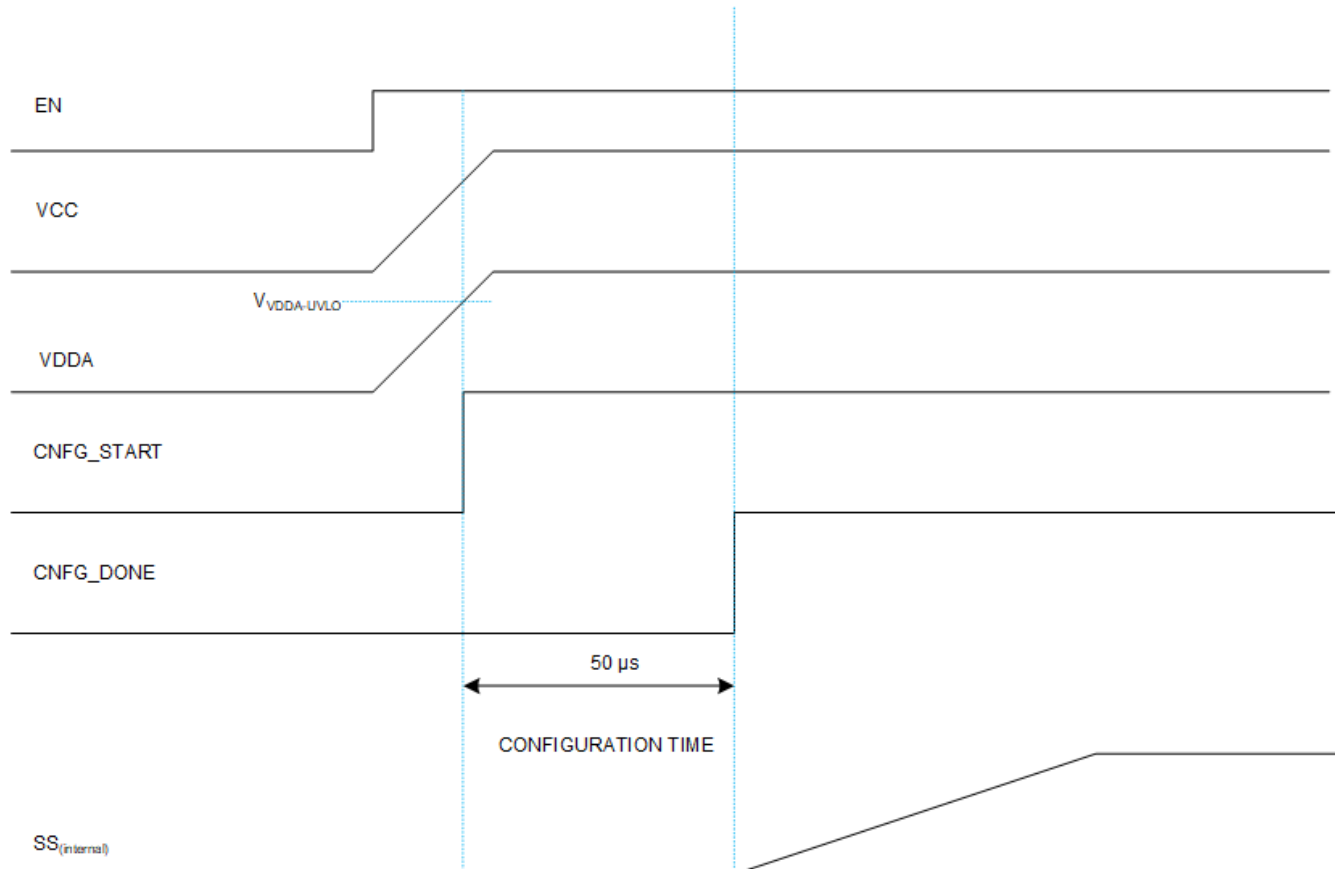 EN
VCC
VVDDA-UVLO
VDDA
CNFG_START
CNFG_DONE
50 µs
CONFIGURATION TIME
SS(internal)